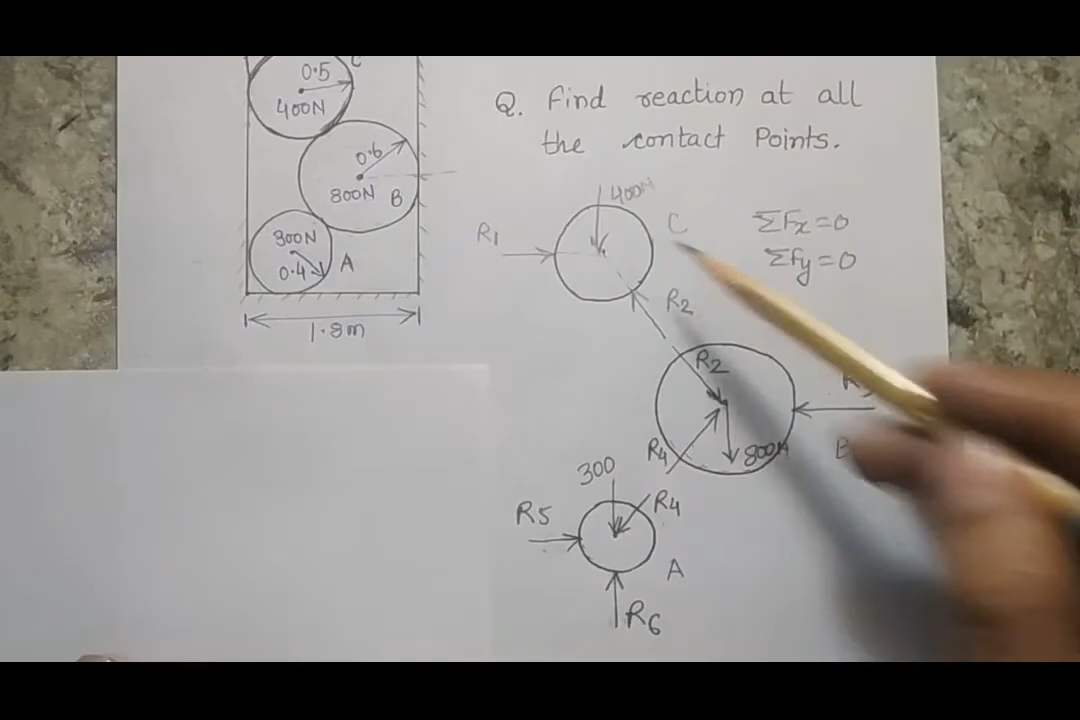 C
0.5
400N
0.6
800N B
300N
0.4 A
1.8m
Q. Find reaction at all
the contact Points.
400N
R1
C
ΣFx=0
ΣFy=0
R2
R2
R4
800N
B
300
R5
R4
A
R6